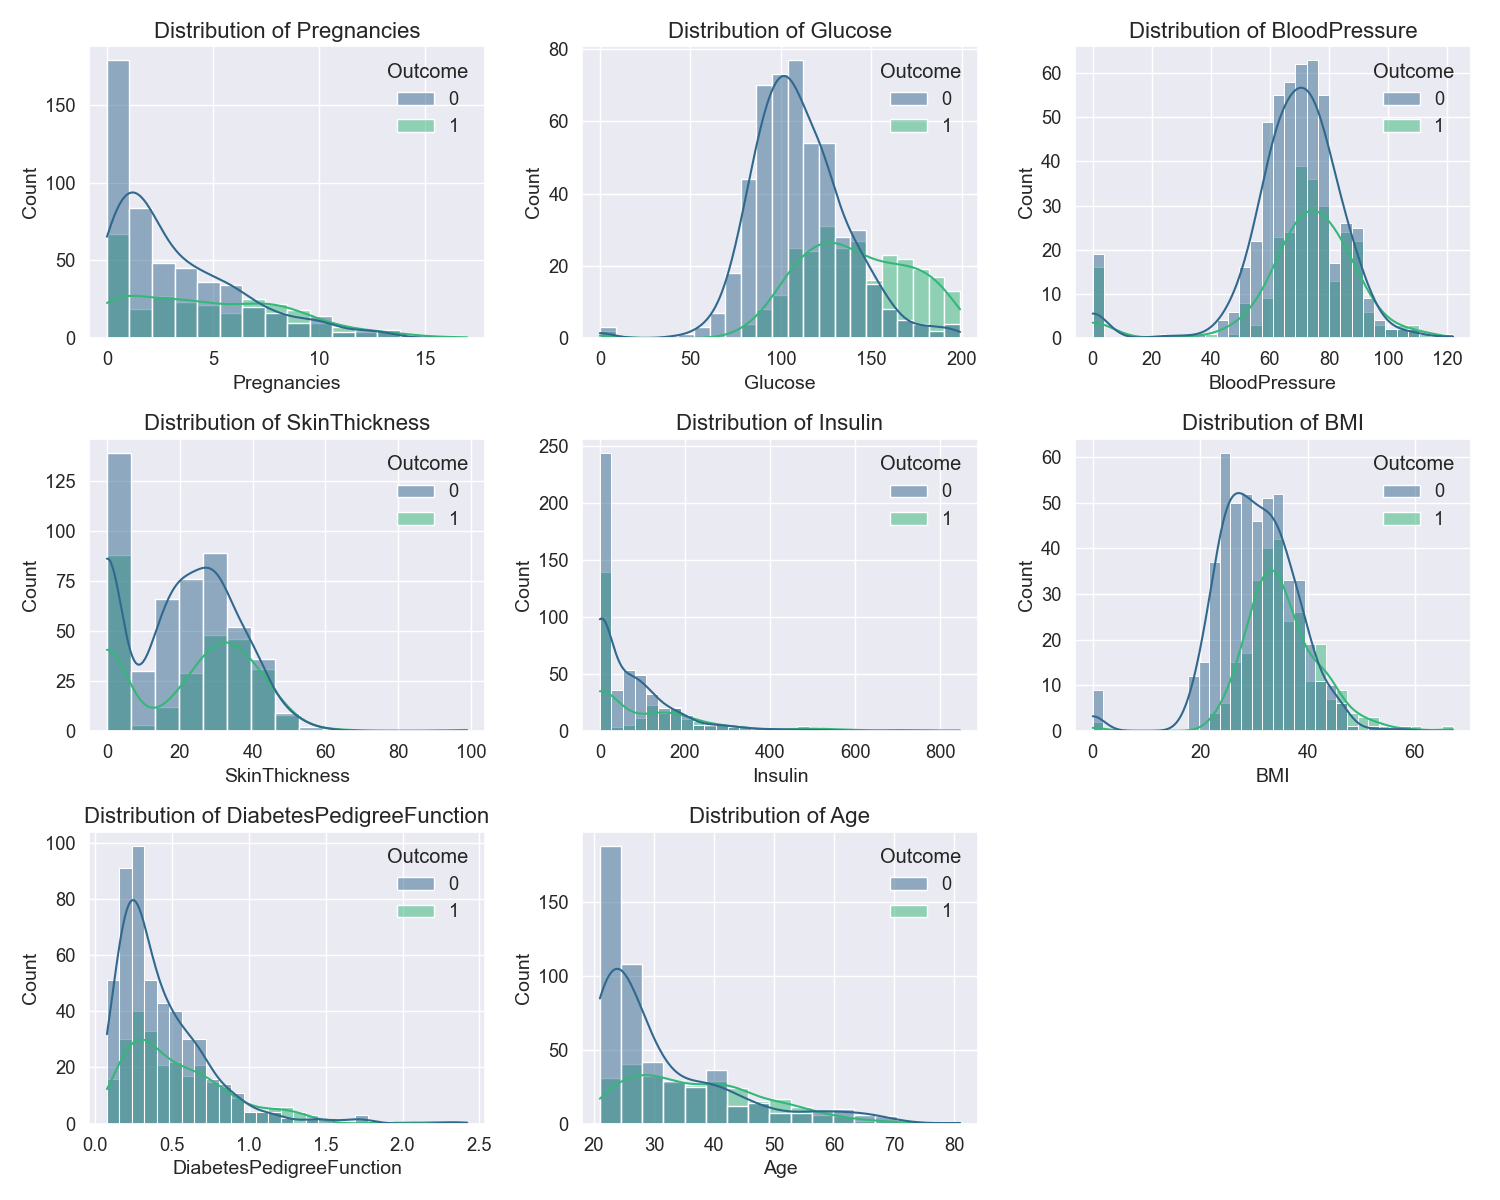 Distribution of Pregnancies
Outcome
0
1
150
100
50
0
Count
0 5 10 15
Pregnancies
Distribution of Glucose
Outcome
0
1
80
60
40
20
0
Count
0 50 100 150 200
Glucose
Distribution of BloodPressure
Outcome
0
1
60
50
40
30
20
10
0
Count
0 20 40 60 80 100 120
BloodPressure
Distribution of SkinThickness
Outcome
0
1
125
100
75
50
25
0
Count
0 20 40 60 80 100
SkinThickness
Distribution of Insulin
Outcome
0
1
250
200
150
100
50
0
Count
0 200 400 600 800
Insulin
Distribution of BMI
Outcome
0
1
60
50
40
30
20
10
0
Count
0 20 40 60
BMI
Distribution of DiabetesPedigreeFunction
Outcome
0
1
100
80
60
40
20
0
Count
0.0 0.5 1.0 1.5 2.0 2.5
DiabetesPedigreeFunction
Distribution of Age
Outcome
0
1
150
100
50
0
Count
20 30 40 50 60 70 80
Age